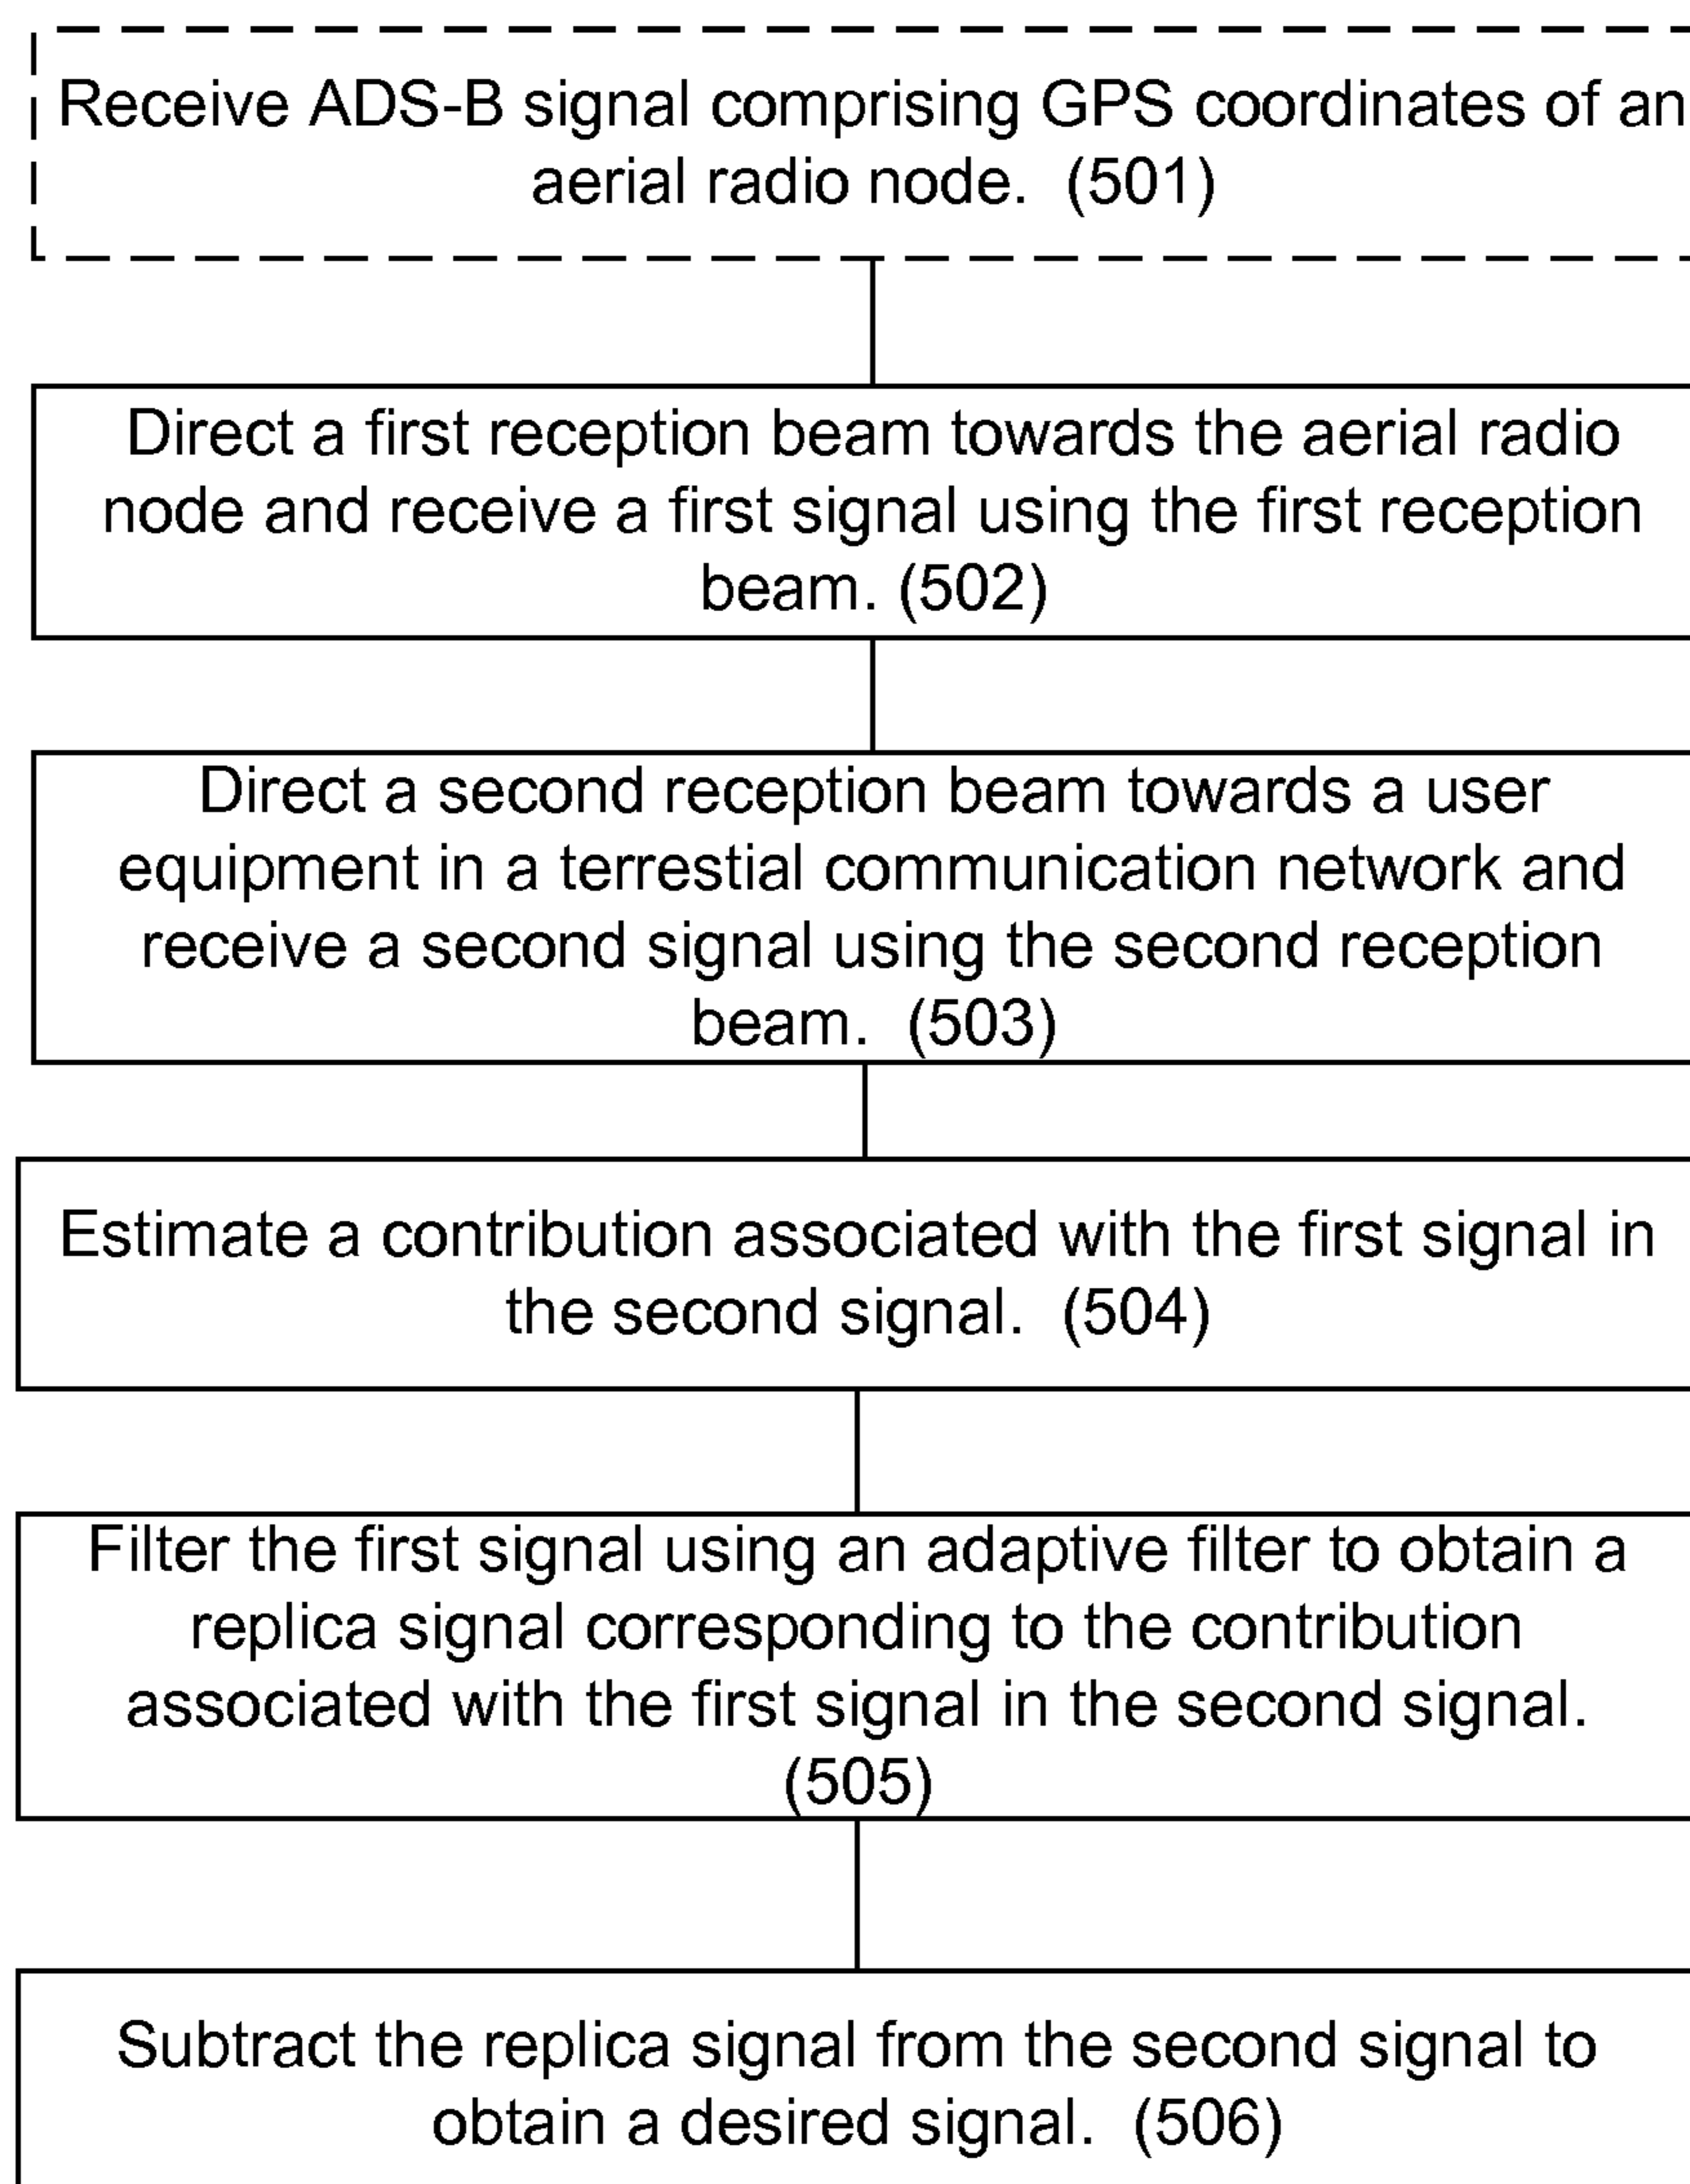 Receive ADS-B signal comprising GPS coordinates of an
aerial radio node. (501)
Direct a first reception beam towards the aerial radio
node and receive a first signal using the first reception
beam. (502)
Direct a second reception beam towards a user
equipment in a terrestial communication network and
receive a second signal using the second reception
beam. (503)
Estimate a contribution associated with the first signal in
the second signal. (504)
Filter the first signal using an adaptive filter to obtain a
replica signal corresponding to the contribution
associated with the first signal in the second signal.
(505)
Subtract the replica signal from the second signal to
obtain a desired signal. (506)